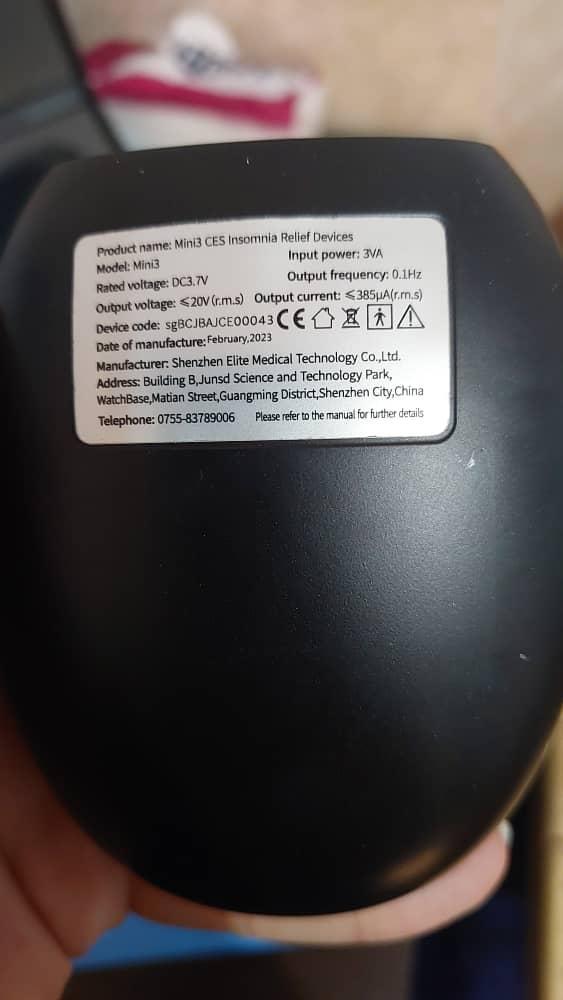 Product name: Mini3 CES Insomnia Relief Devices
Model: Mini3 Input power: 3VA
Rated voltage: DC3.7V Output frequency: 0.1Hz
Output voltage: ≤20V(r.m.s) Output current: ≤385μA(r.m.s)
Device code: sgBCJBAJCE00043 CE
Date of manufacture: February,2023
Manufacturer: Shenzhen Elite Medical Technology Co.,Ltd.
Address: Building B,Junsd Science and Technology Park,
WatchBase,Matian Street,Guangming District,Shenzhen City,China
Telephone: 0755-83789006 Please refer to the manual for further details